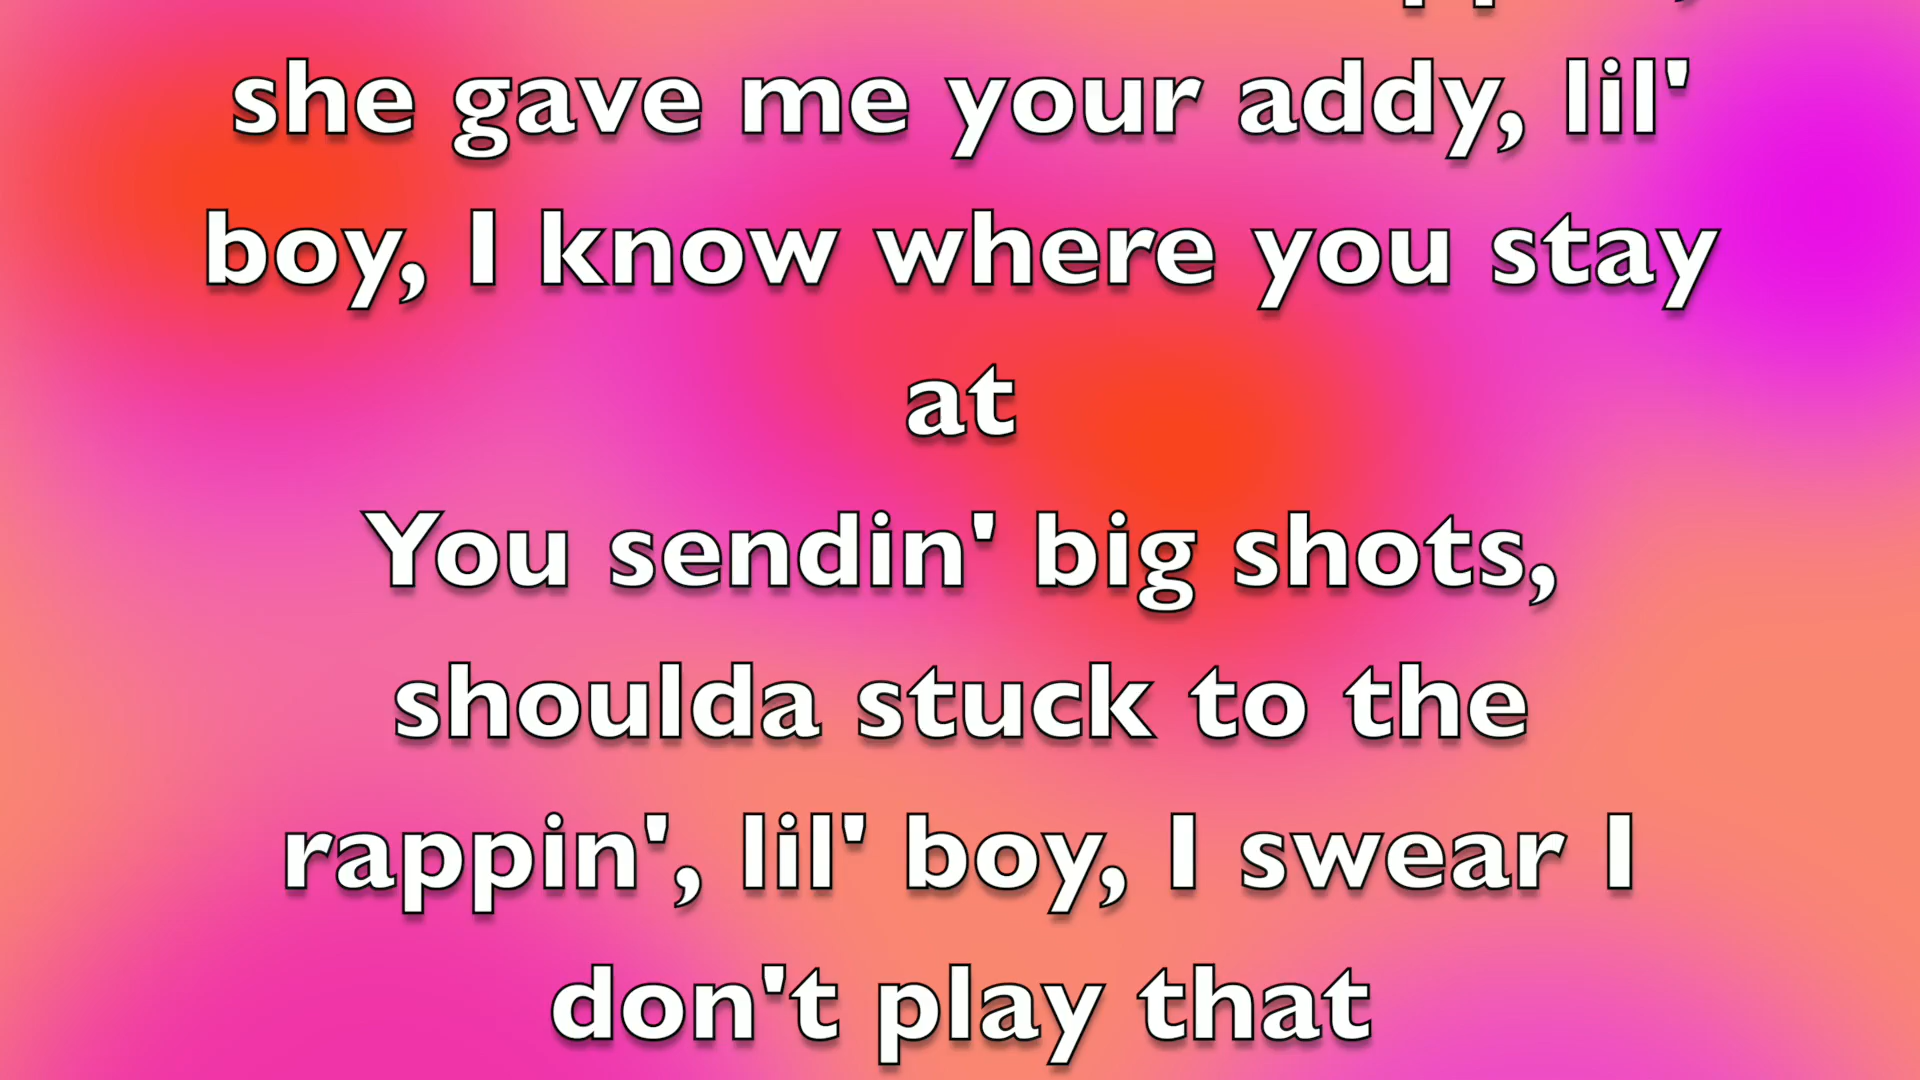 she gave me your addy, lil'
boy, I know where you stay
at
You sendin' big shots,
shoulda stuck to the
rappin', lil' boy, I swear I
don't play that